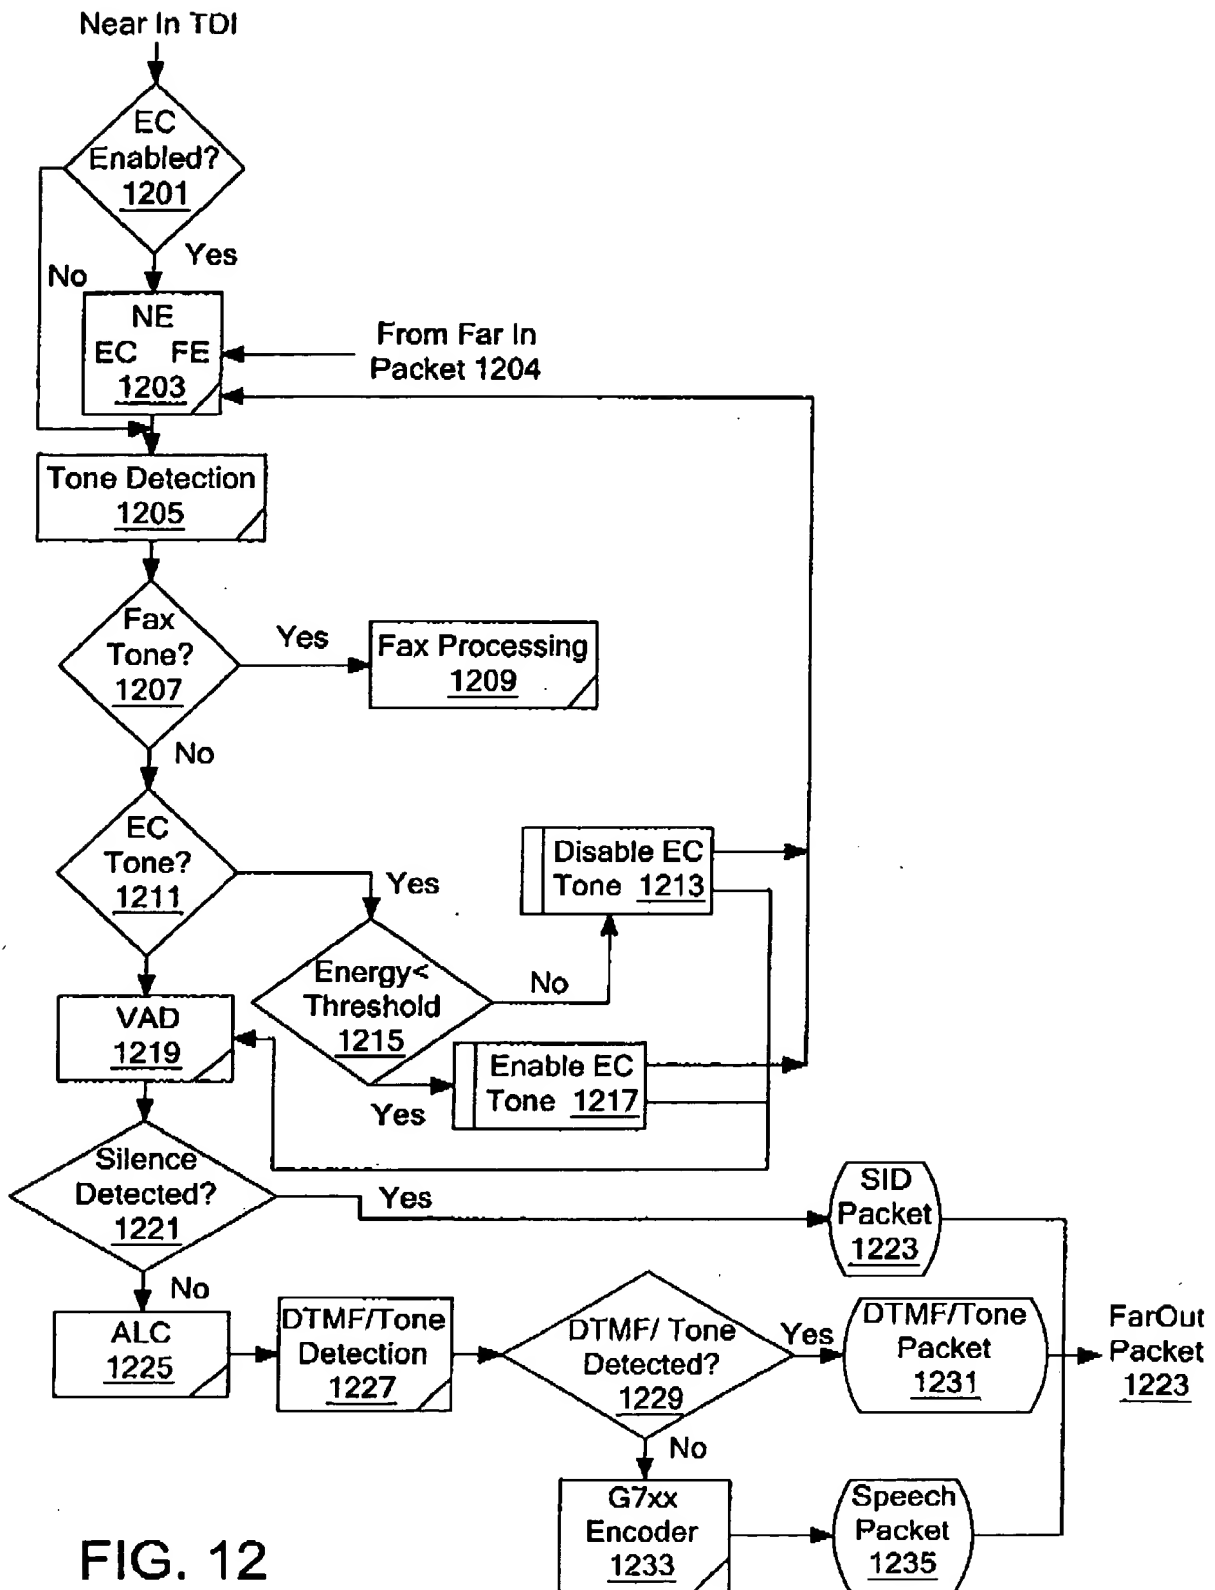 Near In TDI
EC
Enabled?
1201
Yes
No
NE
EC FE
1203
From Far In
Packet 1204
Tone Detection
1205
Fax
Tone?
1207
Yes
Fax Processing
1209
No
EC
Tone?
1211
Yes
Disable EC
Tone 1213
Energy<
Threshold
1215
No
VAD
1219
Enable EC
Tone 1217
Yes
Silence
Detected?
1221
Yes
SID
Packet
1223
No
ALC
1225
DTMF/Tone
Detection
1227
DTMF/ Tone
Detected?
1229
Yes
DTMF/Tone
Packet
1231
FarOut
Packet
1223
No
G7xx
Encoder
1233
Speech
Packet
1235
FIG. 12